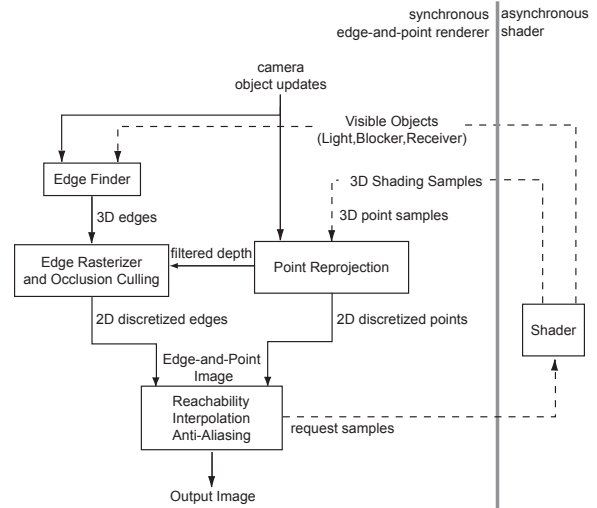 synchronous
edge-and-point renderer
asynchronous
shader
camera
object updates
Visible Objects
(Light,Blocker,Receiver)
Edge Finder
3D Shading Samples
3D edges
3D point samples
Edge Rasterizer
and Occlusion Culling
filtered depth
Point Reprojection
2D discretized edges
2D discretized points
Shader
Edge-and-Point
Image
Reachability
Interpolation
Anti-Aliasing
request samples
Output Image